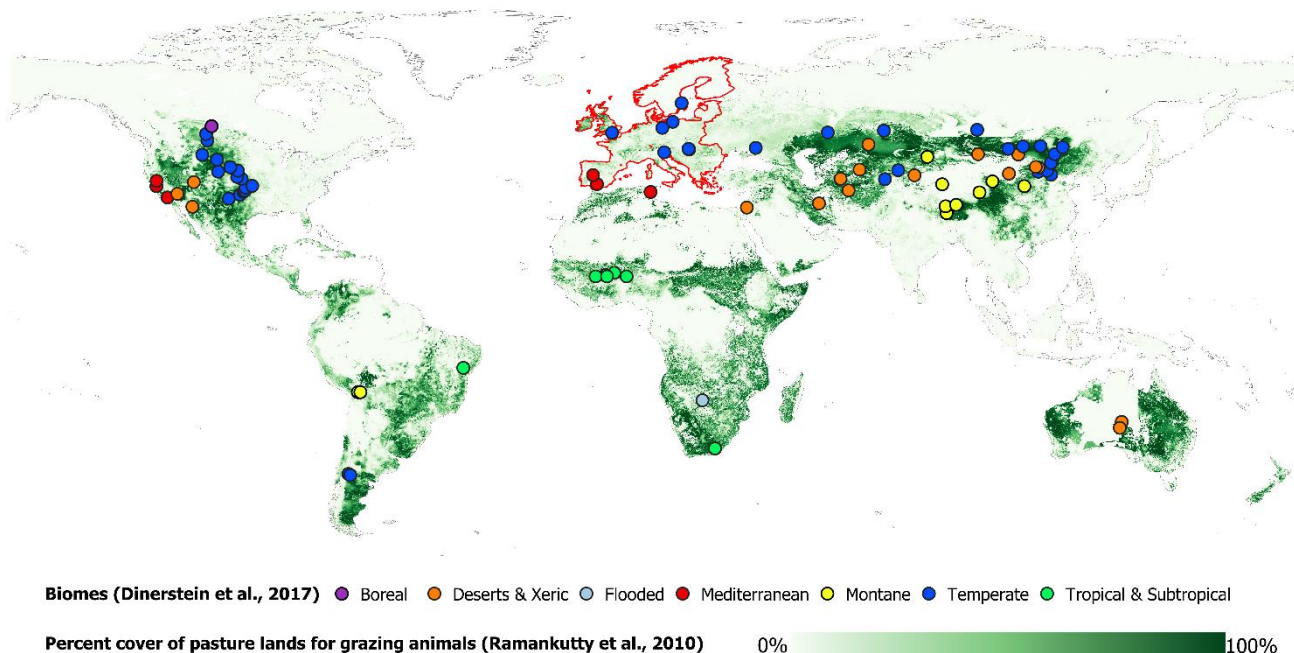 Biomes (Dinerstein et al., 2017) Boreal Deserts & Xeric Flooded Mediterranean Montane Temperate Tropical & Subtropical
Percent cover of pasture lands for grazing animals (Ramankutty et al., 2010) 0% 100%